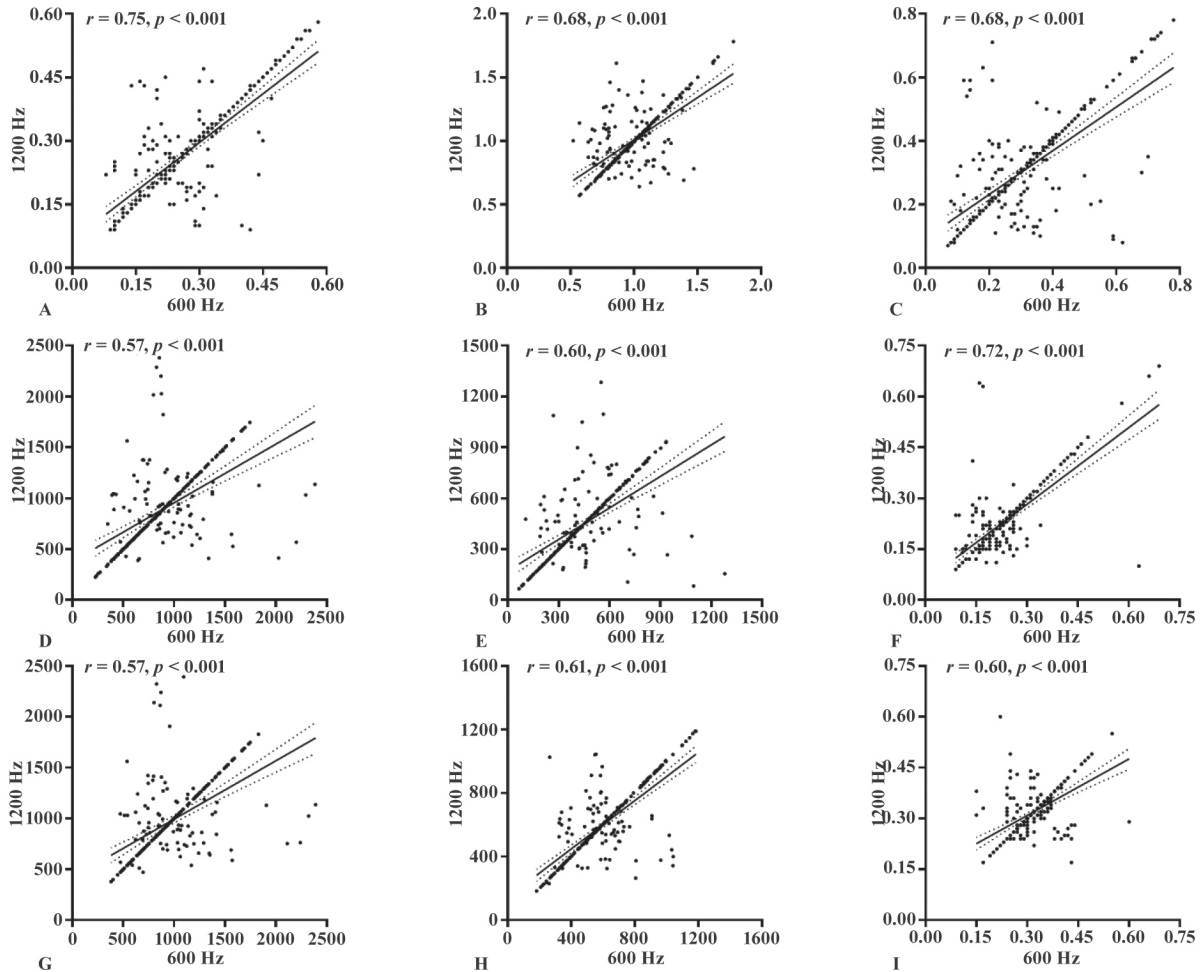 r = 0.75, p < 0.001
0.60
0.45
0.30
0.15
0.00
1200 Hz
0.00 0.15 0.30 0.45 0.60
600 Hz
A
r = 0.68, p < 0.001
2.0
1.5
1.0
0.5
0.0
1200 Hz
0.0 0.5 1.0 1.5 2.0
600 Hz
B
r = 0.68, p < 0.001
0.8
0.6
0.4
0.2
0.0
1200 Hz
0.0 0.2 0.4 0.6 0.8
600 Hz
C
r = 0.57, p < 0.001
2500
2000
1500
1000
500
0
1200 Hz
500 1000 1500 2000 2500
600 Hz
D
r = 0.60, p < 0.001
1500
1200
900
600
300
0
1200 Hz
0 300 600 900 1200 1500
600 Hz
E
r = 0.72, p < 0.001
0.75
0.60
0.45
0.30
0.15
0.00
1200 Hz
0.00 0.15 0.30 0.45 0.60 0.75
600 Hz
F
r = 0.57, p < 0.001
2500
2000
1500
1000
500
0
1200 Hz
500 1000 1500 2000 2500
600 Hz
G
r = 0.61, p < 0.001
1600
1200
800
400
0
1200 Hz
0 400 800 1200 1600
600 Hz
H
r = 0.60, p < 0.001
0.75
0.60
0.45
0.30
0.15
0.00
1200 Hz
0.00 0.15 0.30 0.45 0.60 0.75
600 Hz
I